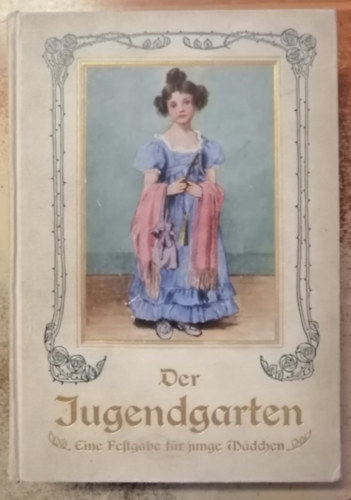 Der
Jugendgarten
Eine Festgabe für junge Mädchen